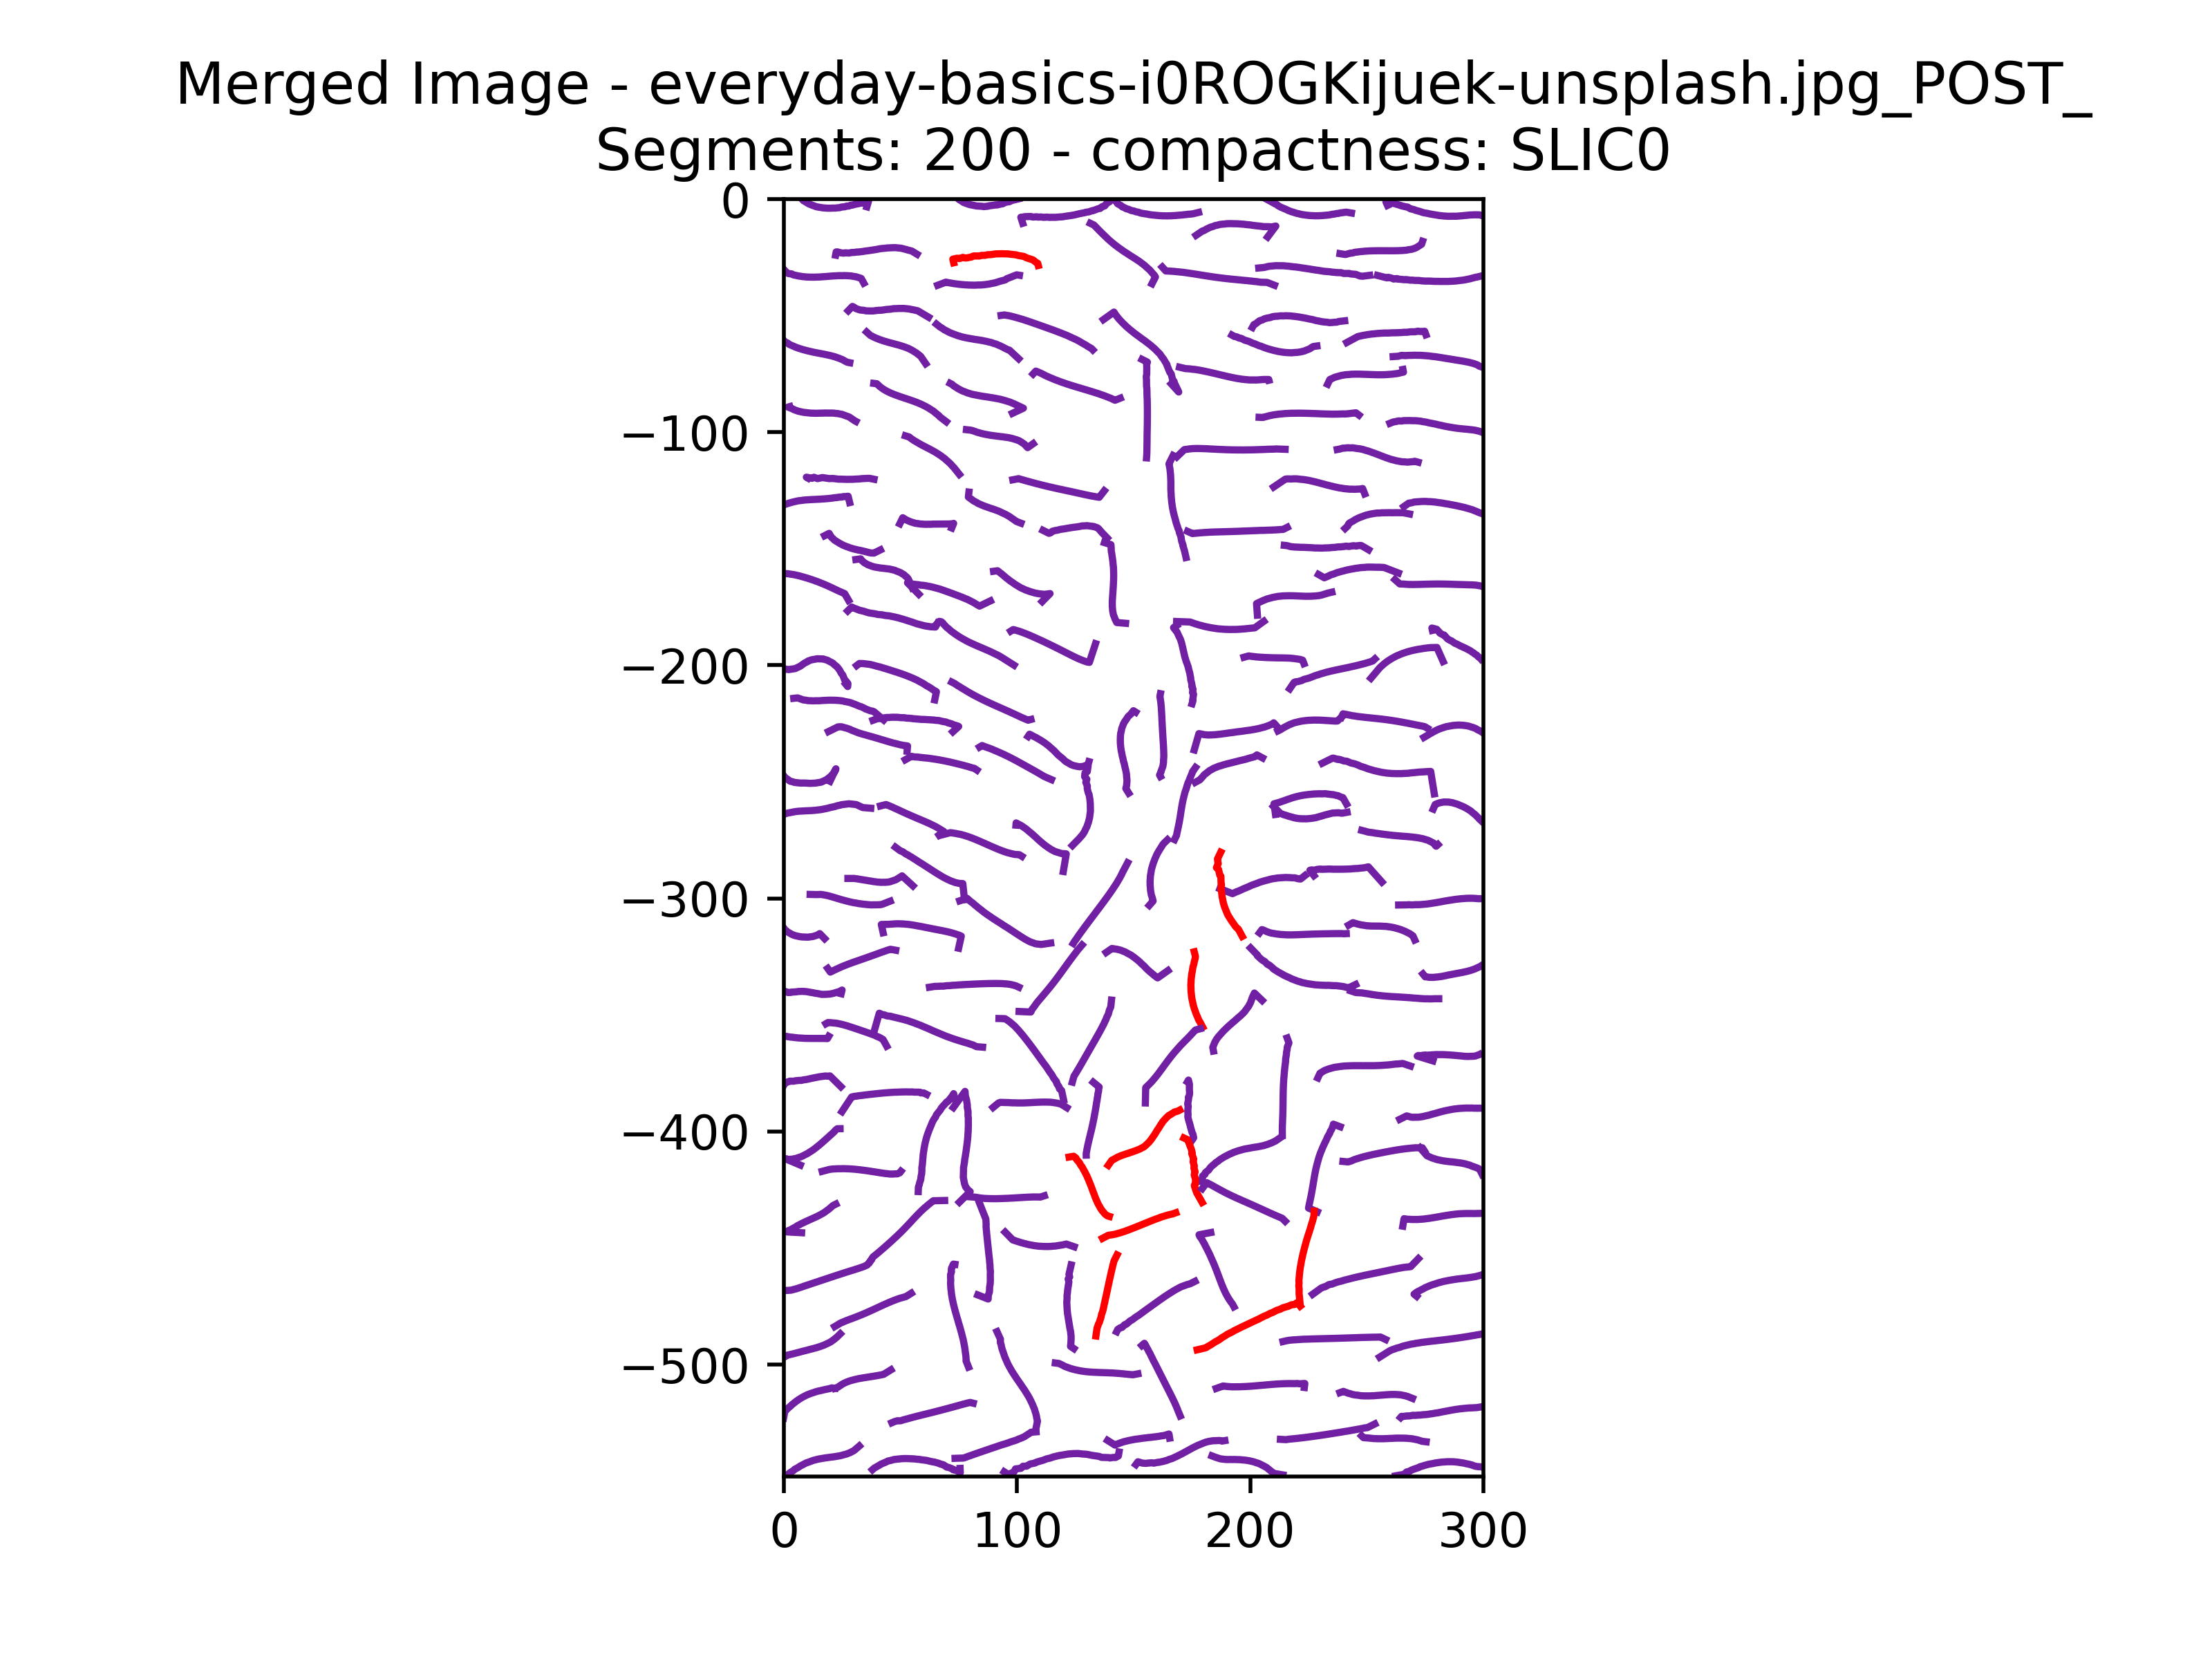 Merged Image - everyday-basics-i0ROGKijuek-unsplash.jpg_POST_
Segments: 200 - compactness: SLIC0
0
−100
−200
−300
−400
−500
0 100 200 300